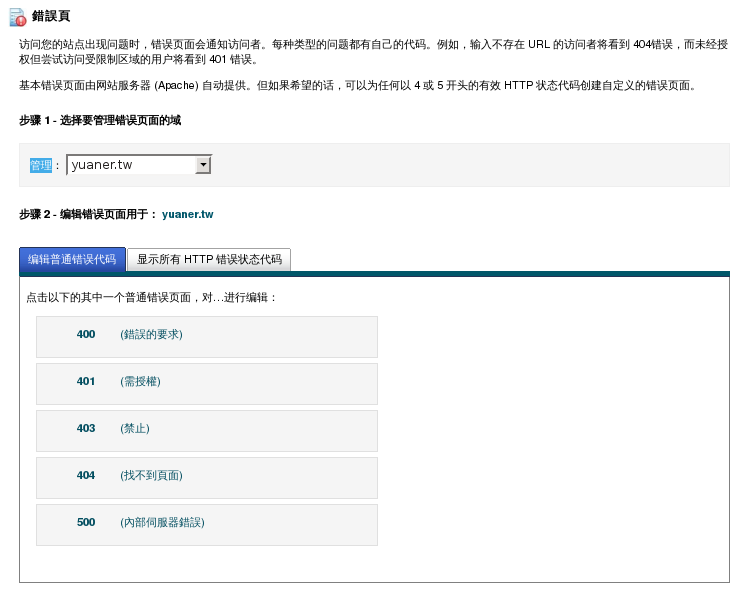 錯誤頁
访问您的站点出现问题时，错误页面会通知访问者。每种类型的问题都有自己的代码。例如，输入不存在 URL 的访问者将看到 404错误，而未经授
权但尝试访问受限制区域的用户将看到 401 错误。
基本错误页面由网站服务器 (Apache) 自动提供。但如果希望的话，可以为任何以 4 或 5 开头的有效 HTTP 状态代码创建自定义的错误页面。
步骤 1 - 选择要管理错误页面的域
管理： yuaner.tw
步骤 2 - 编辑错误页面用于： yuaner.tw
编辑普通错误代码 显示所有 HTTP 错误状态代码
点击以下的其中一个普通错误页面，对…进行编辑：
400 (錯誤的要求)
401 (需授權)
403 (禁止)
404 (找不到頁面)
500 (內部伺服器錯誤)